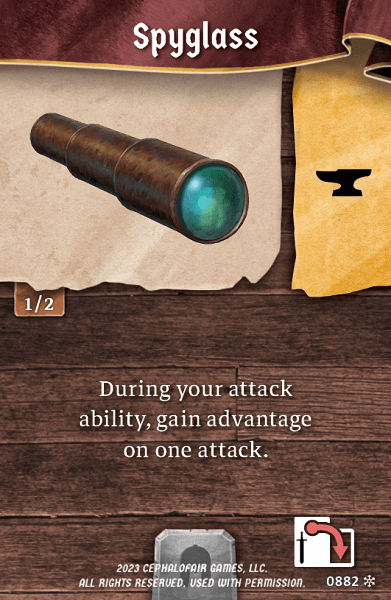 Spyglass
1/2
During your attack
ability, gain advantage
on one attack.
2023 CEPHALOFAIR GAMES, LLC.
ALL RIGHTS RESERVED. USED WITH PERMISSION.
0882